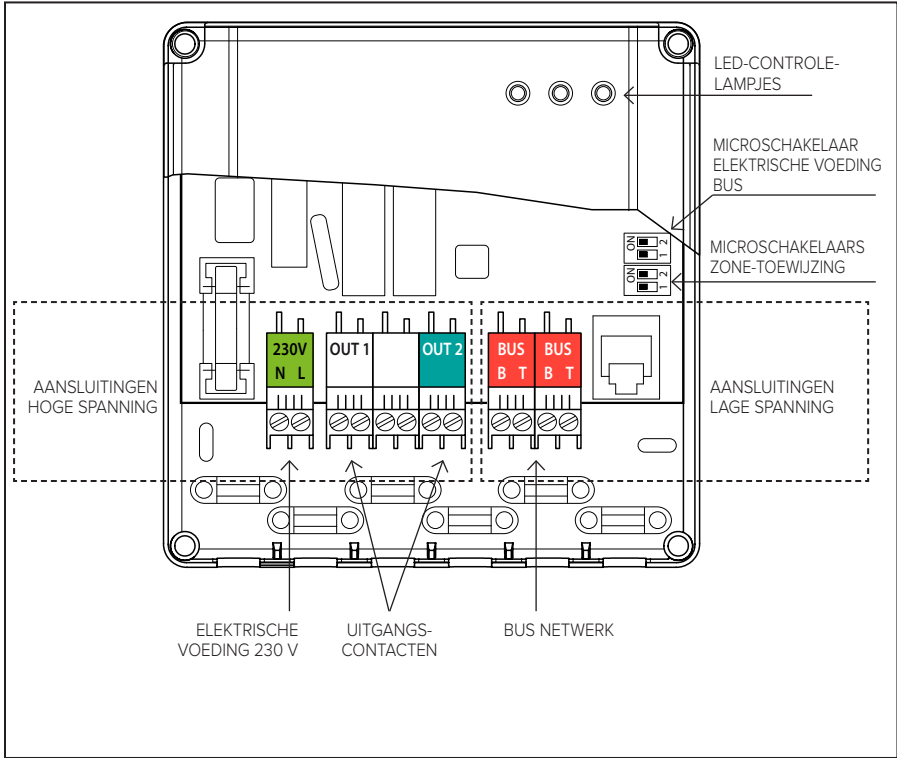 LED-CONTROLE-
LAMPJES
MICROSCHAKELAAR
ELEKTRISCHE VOEDING
BUS
ON
1 2
MICROSCHAKELAARS
ZONE-TOEWIJZING
ON
1 2
AANSLUITINGEN
HOGE SPANNING
230V
N L
OUT 1
OUT 2
BUS
B T
BUS
B T
AANSLUITINGEN
LAGE SPANNING
ELEKTRISCHE
VOEDING 230 V
UITGANGS-
CONTACTEN
BUS NETWERK